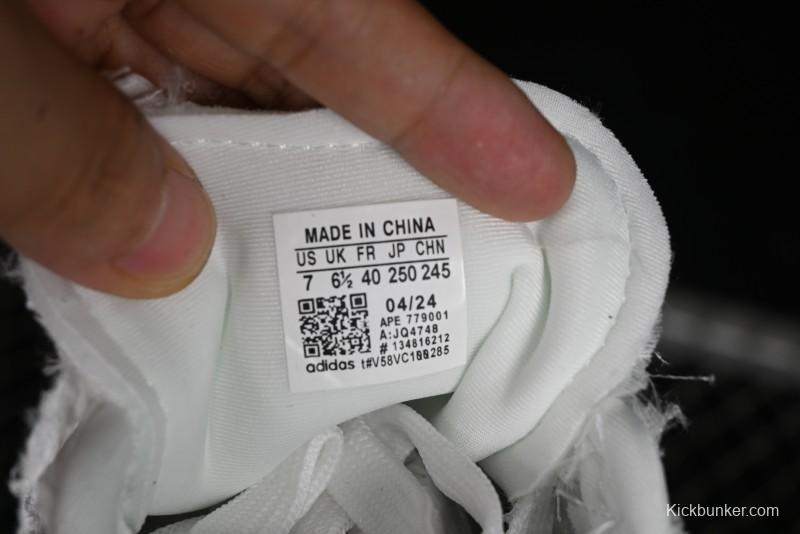 MADE IN CHINA
US UK FR JP CHN
7 6½ 40 250 245
04/24
APE 779001
A:JQ4748
# 134816212
adidas t#V58VC100285
Kickbunker.com